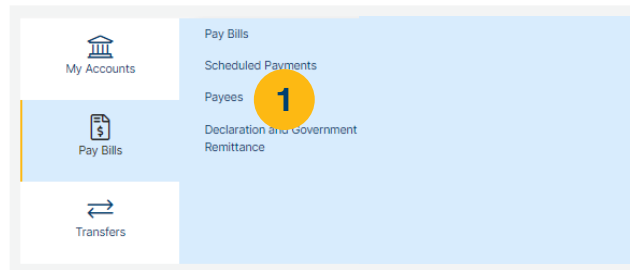 My Accounts
Pay Bills
Transfers
Pay Bills
Scheduled Payments
Payees
1
Declaration and Government
Remittance